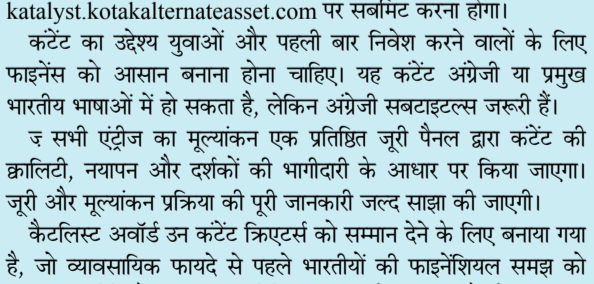 katalyst.kotakalternateasset.com पर सबमिट करना होगा।
कंटेंट का उद्देश्य युवाओं और पहली बार निवेश करने वालों के लिए
फाइनेंस को आसान बनाना होना चाहिए। यह कंटेंट अंग्रेजी या प्रमुख
भारतीय भाषाओं में हो सकता है, लेकिन अंग्रेजी सबटाइटल्स जरूरी हैं।
ज़ सभी एंट्रीज का मूल्यांकन एक प्रतिष्ठित जूरी पैनल द्वारा कंटेंट की
क्वालिटी, नयापन और दर्शकों की भागीदारी के आधार पर किया जाएगा।
जूरी और मूल्यांकन प्रक्रिया की पूरी जानकारी जल्द साझा की जाएगी।
कैटलिस्ट अवॉर्ड उन कंटेंट क्रिएटर्स को सम्मान देने के लिए बनाया गया
है, जो व्यावसायिक फायदे से पहले भारतीयों की फाइनेंशियल समझ को